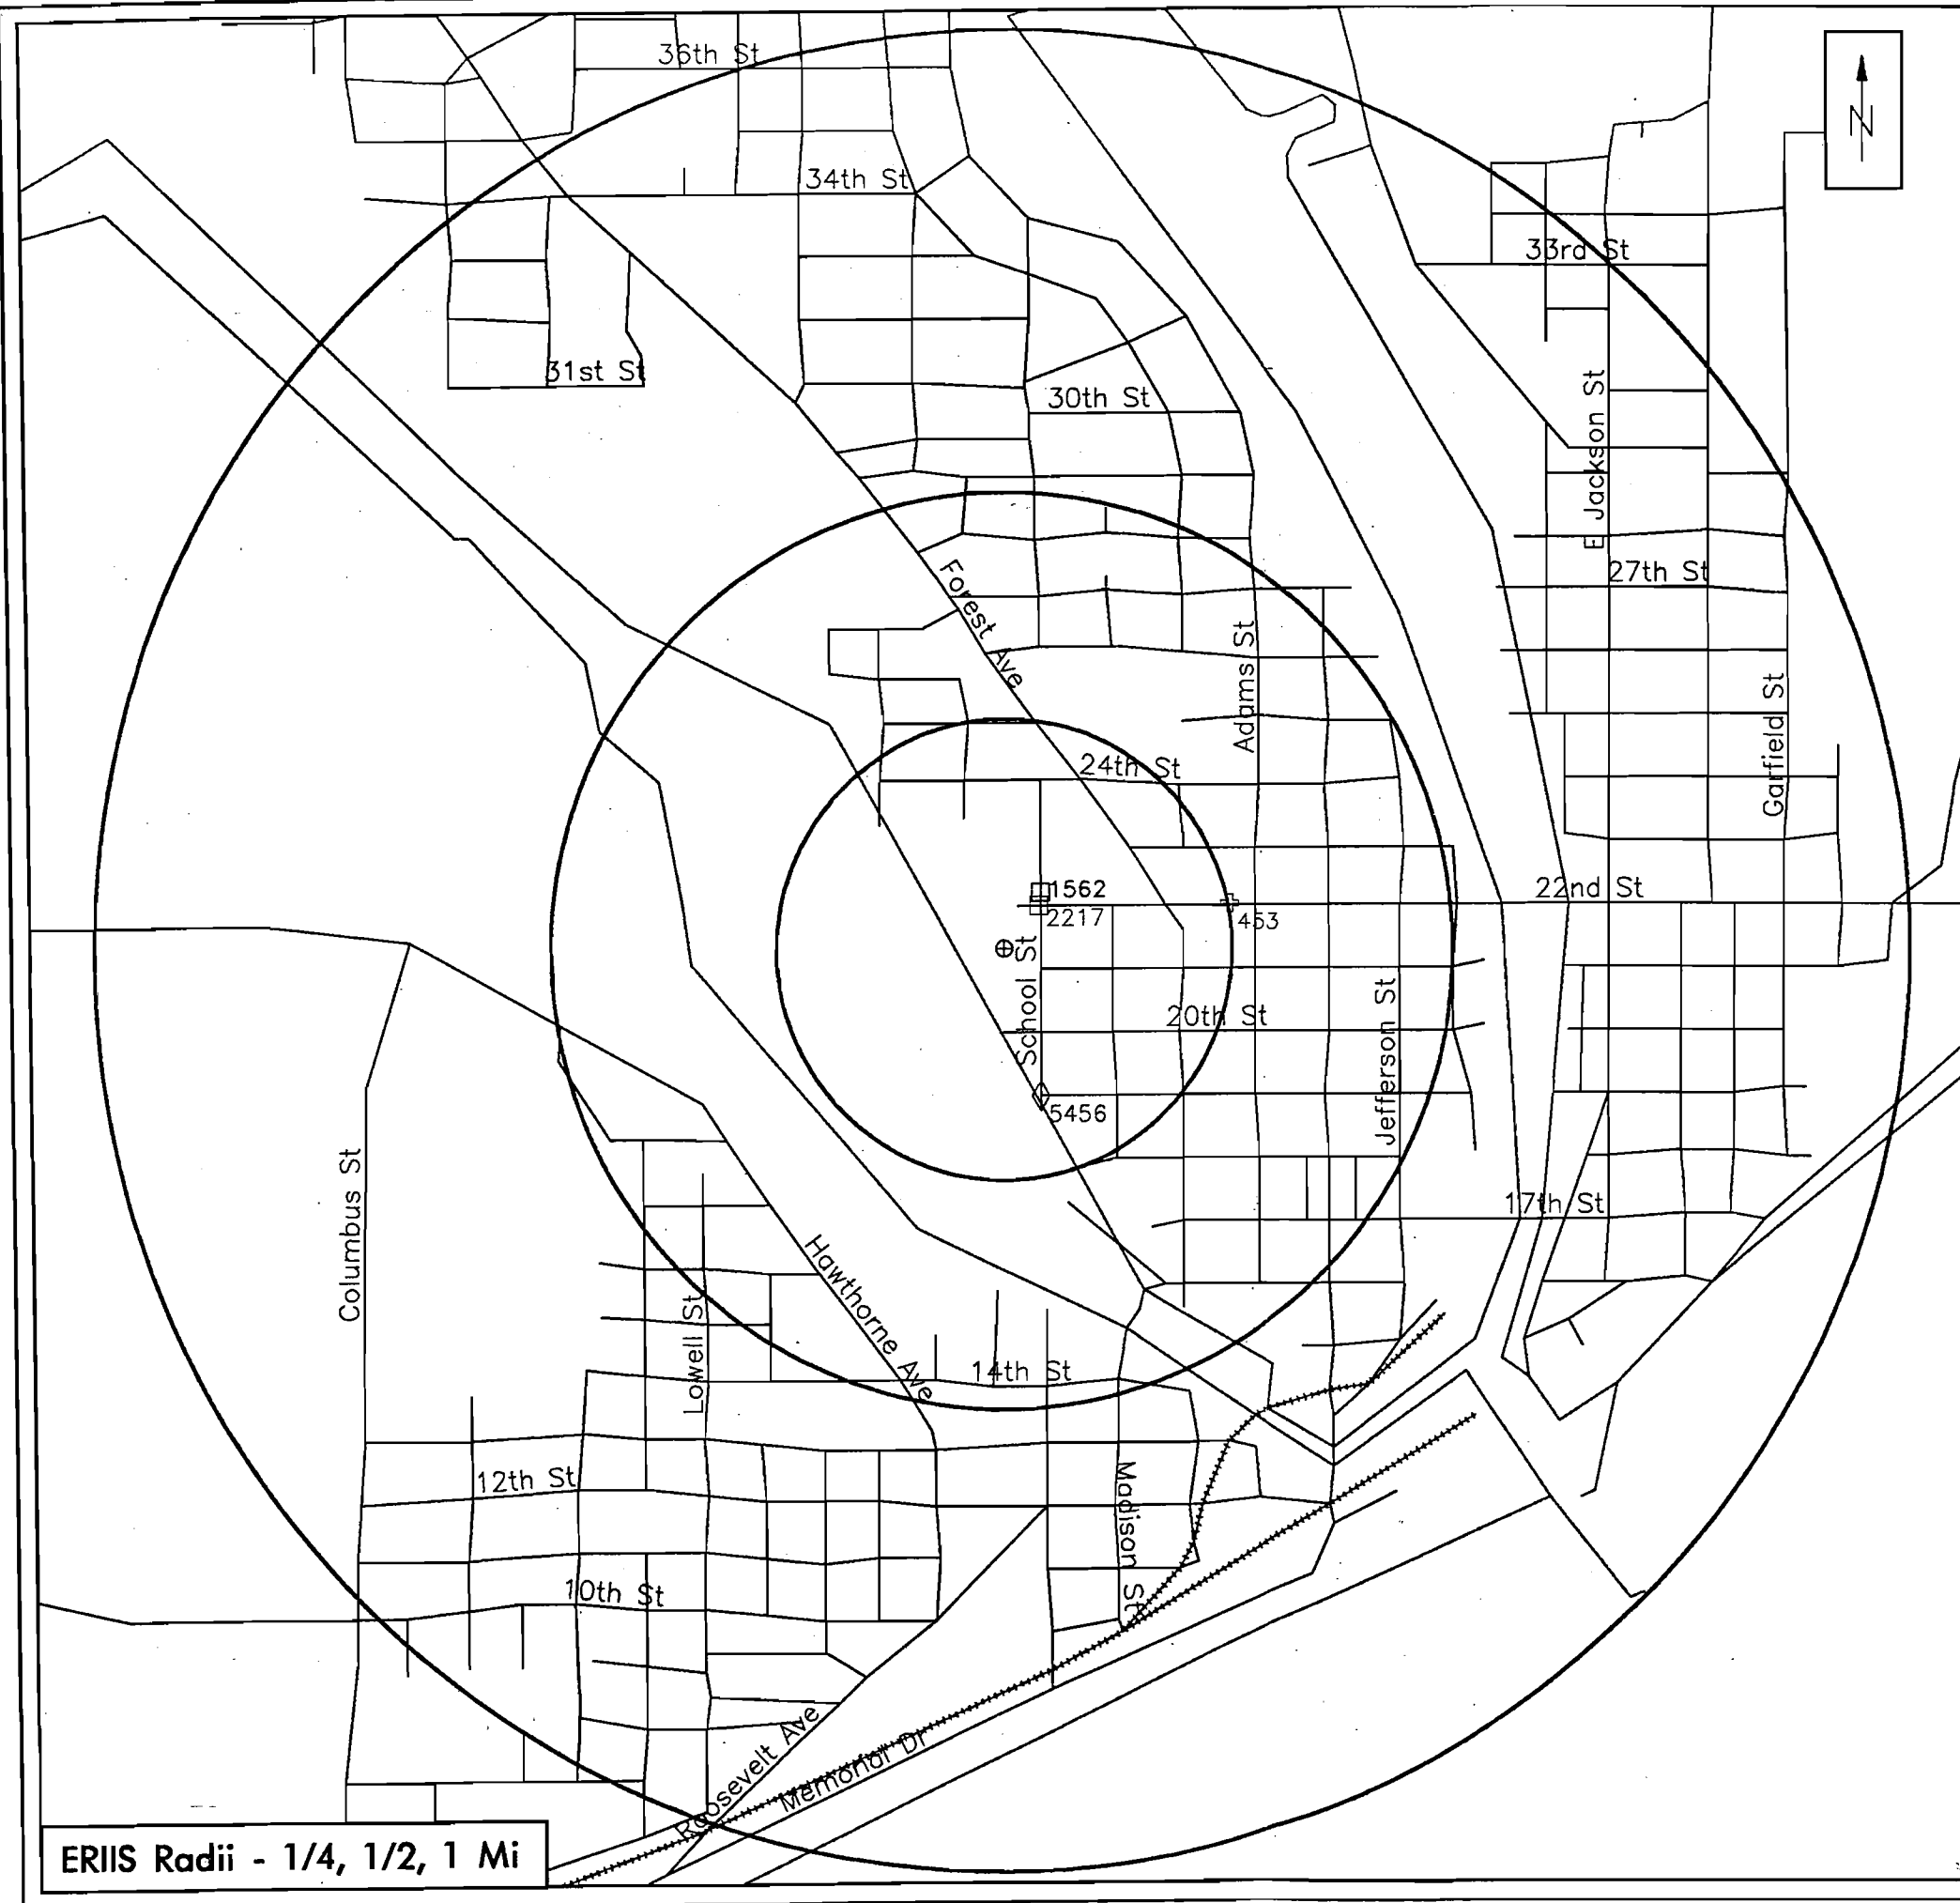 36th St
N
34th St
33rd St
31st St
30th St
E Jackson St
27th St
Forest Ave
Adams St
Garfield St
24th St
1562
22nd St
2217
453
School St
20th St
Jefferson St
5456
Columbus St
17th St
Hawthorne Ave
Lowell St
14th St
12th St
Madison St
10th St
Roosevelt Ave
Memorial Dr
ERIIS Radii - 1/4, 1/2, 1 Mi